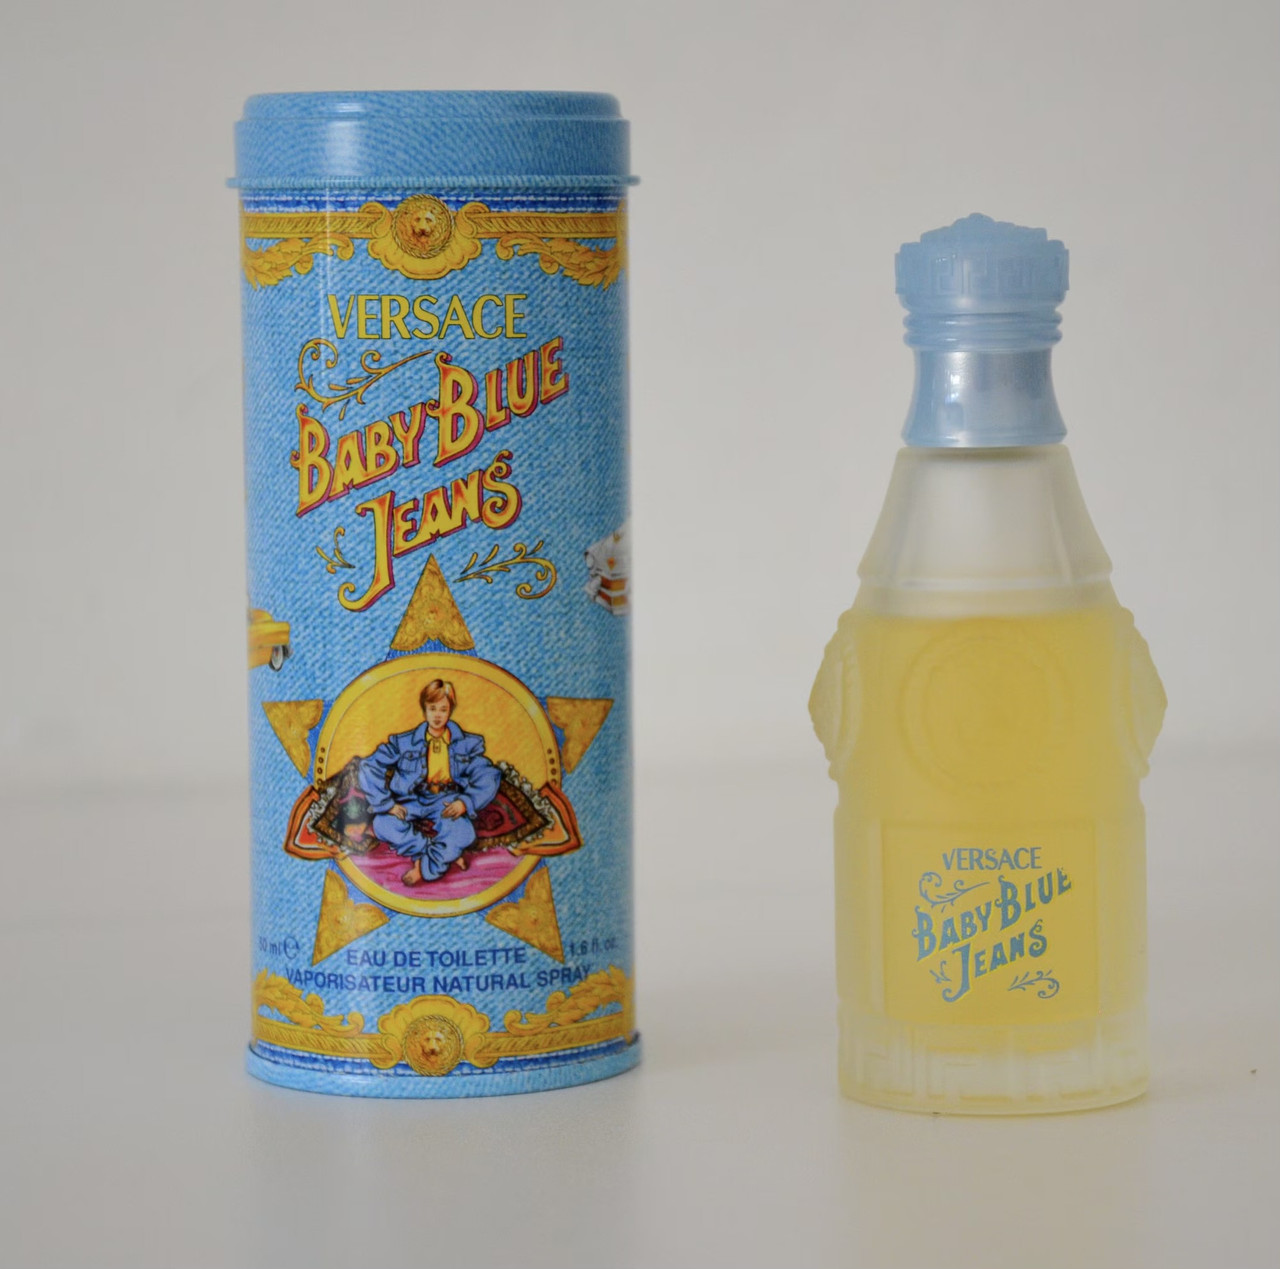 VERSACE
BABY BLUE
JEANS
50 ml e 1.6 fl. oz.
EAU DE TOILETTE
VAPORISATEUR NATURAL SPRAY
VERSACE
BABY BLUE
JEANS